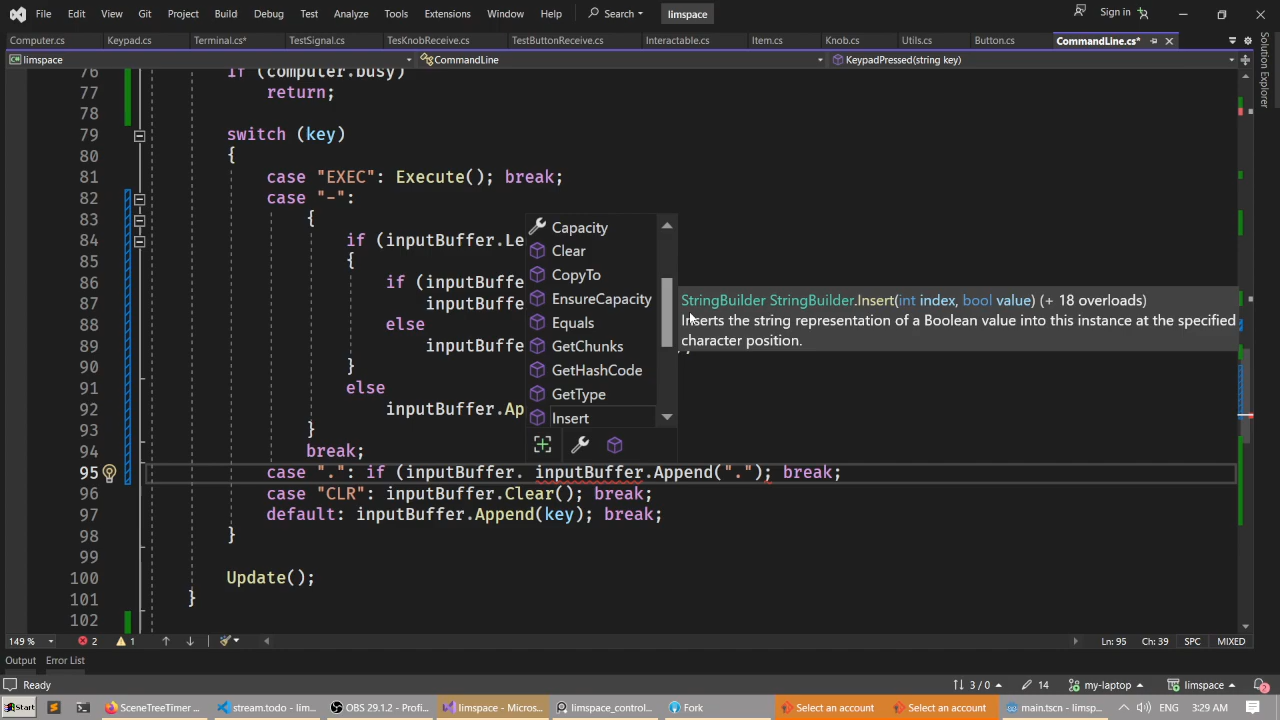 File Edit View Git Project Build Debug Test Analyze Tools Extensions Window Help Search limspace Sign in
Computer.cs Keypad.cs Terminal.cs* TestSignal.cs TesKnobReceive.cs TestButtonReceive.cs Interactable.cs Item.cs Knob.cs Utils.cs Button.cs CommandLine.cs*
limspace CommandLine KeypadPressed(string key)
76 if (computer.busy)
77 return;
78
79 switch (key)
80 {
81 case "EXEC": Execute(); break;
82 case "-":
83 {
84 if (inputBuffer.Le
85 {
86 if (inputBuffe
87 inputBuffe
88 else
89 inputBuffe
90 }
91 else
92 inputBuffer.Ap
93 }
94 break;
95 case ".": if (inputBuffer. inputBuffer.Append("."); break;
96 case "CLR": inputBuffer.Clear(); break;
97 default: inputBuffer.Append(key); break;
98 }
99
100 Update();
101 }
102
Capacity
Clear
CopyTo
EnsureCapacity
Equals
GetChunks
GetHashCode
GetType
Insert
StringBuilder StringBuilder.Insert(int index, bool value) (+ 18 overloads)
Inserts the string representation of a Boolean value into this instance at the specified
character position.
Solution Explorer
149 % 2 1 Ln: 95 Ch: 39 SPC MIXED
Output Error List
Ready 3 / 0 14 my-laptop limspace 2
Start SceneTreeTimer ... stream.todo - lim... OBS 29.1.2 - Profi... limspace - Micros... limspace_control... Fork Select an account Select an account main.tscn - limsp... ENG 3:29 AM